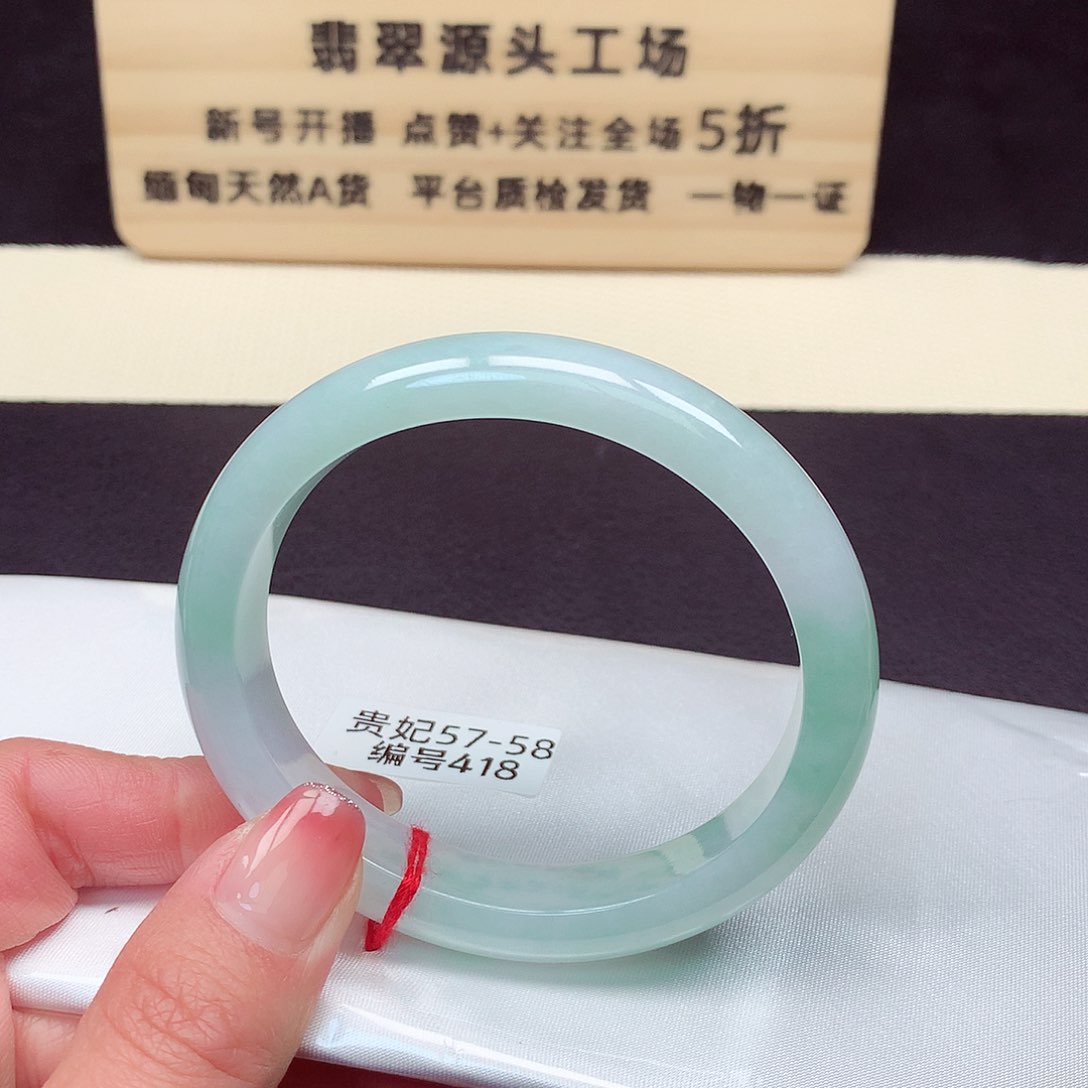 翡翠源头工场
新号开播 点赞+关注全场5折
缅甸天然A货 平台质检发货 一物一证
贵妃57-58
编号418